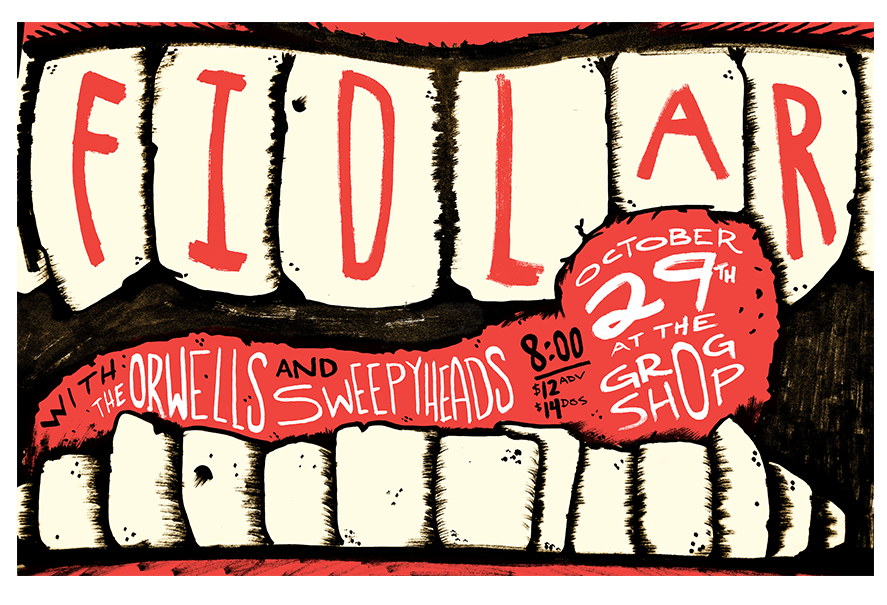 FIDLAR
WITH THE ORWELLS AND SWEEPYHEADS
8:00
$12 ADV
$14 DOS
OCTOBER
29TH
AT THE
GROG
SHOP